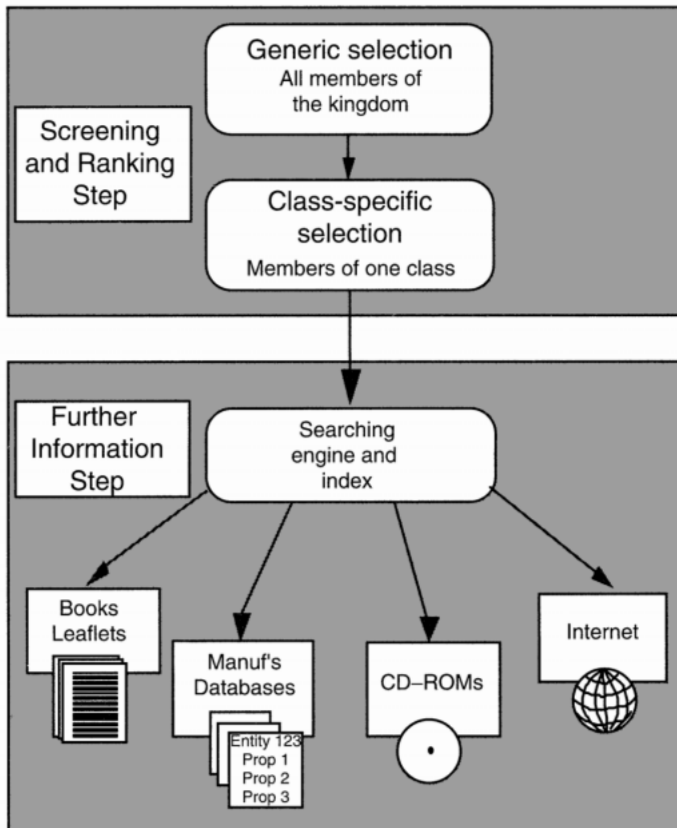 Generic selection
All members of
the kingdom
Screening
and Ranking
Step
Class-specific
selection
Members of one class
Further
Information
Step
Searching
engine and
index
Books
Leaflets
Manuf's
Databases
Entity 123
Prop 1
Prop 2
Prop 3
CD–ROMs
Internet